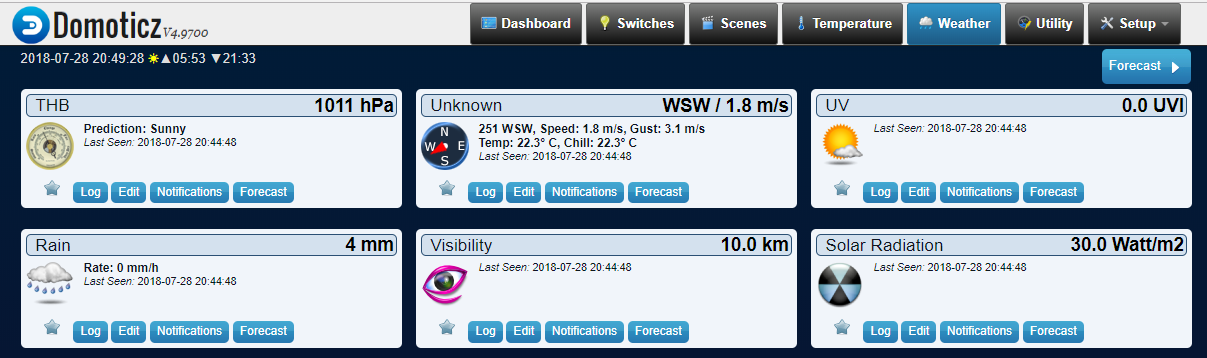 Domoticz V4.9700
Dashboard Switches Scenes Temperature Weather Utility Setup
2018-07-28 20:49:28 ☀▲05:53 ▼21:33
Forecast
THB 1011 hPa
Prediction: Sunny
Last Seen: 2018-07-28 20:44:48
Log Edit Notifications Forecast
Unknown WSW / 1.8 m/s
N
W E
S
251 WSW, Speed: 1.8 m/s, Gust: 3.1 m/s
Temp: 22.3° C, Chill: 22.3° C
Last Seen: 2018-07-28 20:44:48
Log Edit Notifications Forecast
UV 0.0 UVI
Last Seen: 2018-07-28 20:44:48
Log Edit Notifications Forecast
Rain 4 mm
Rate: 0 mm/h
Last Seen: 2018-07-28 20:44:48
Log Edit Notifications Forecast
Visibility 10.0 km
Last Seen: 2018-07-28 20:44:48
Log Edit Notifications Forecast
Solar Radiation 30.0 Watt/m2
Last Seen: 2018-07-28 20:44:48
Log Edit Notifications Forecast